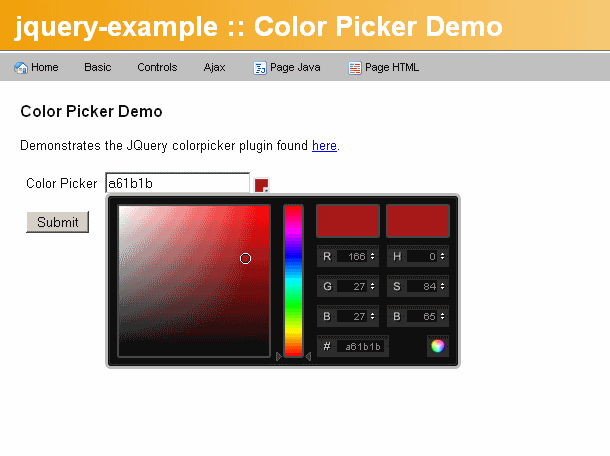 jquery-example :: Color Picker Demo
Home Basic Controls Ajax Page Java Page HTML
Color Picker Demo
Demonstrates the JQuery colorpicker plugin found here.
Color Picker a61b1b
Submit
R 166 H 0
G 27 S 84
B 27 B 65
# a61b1b